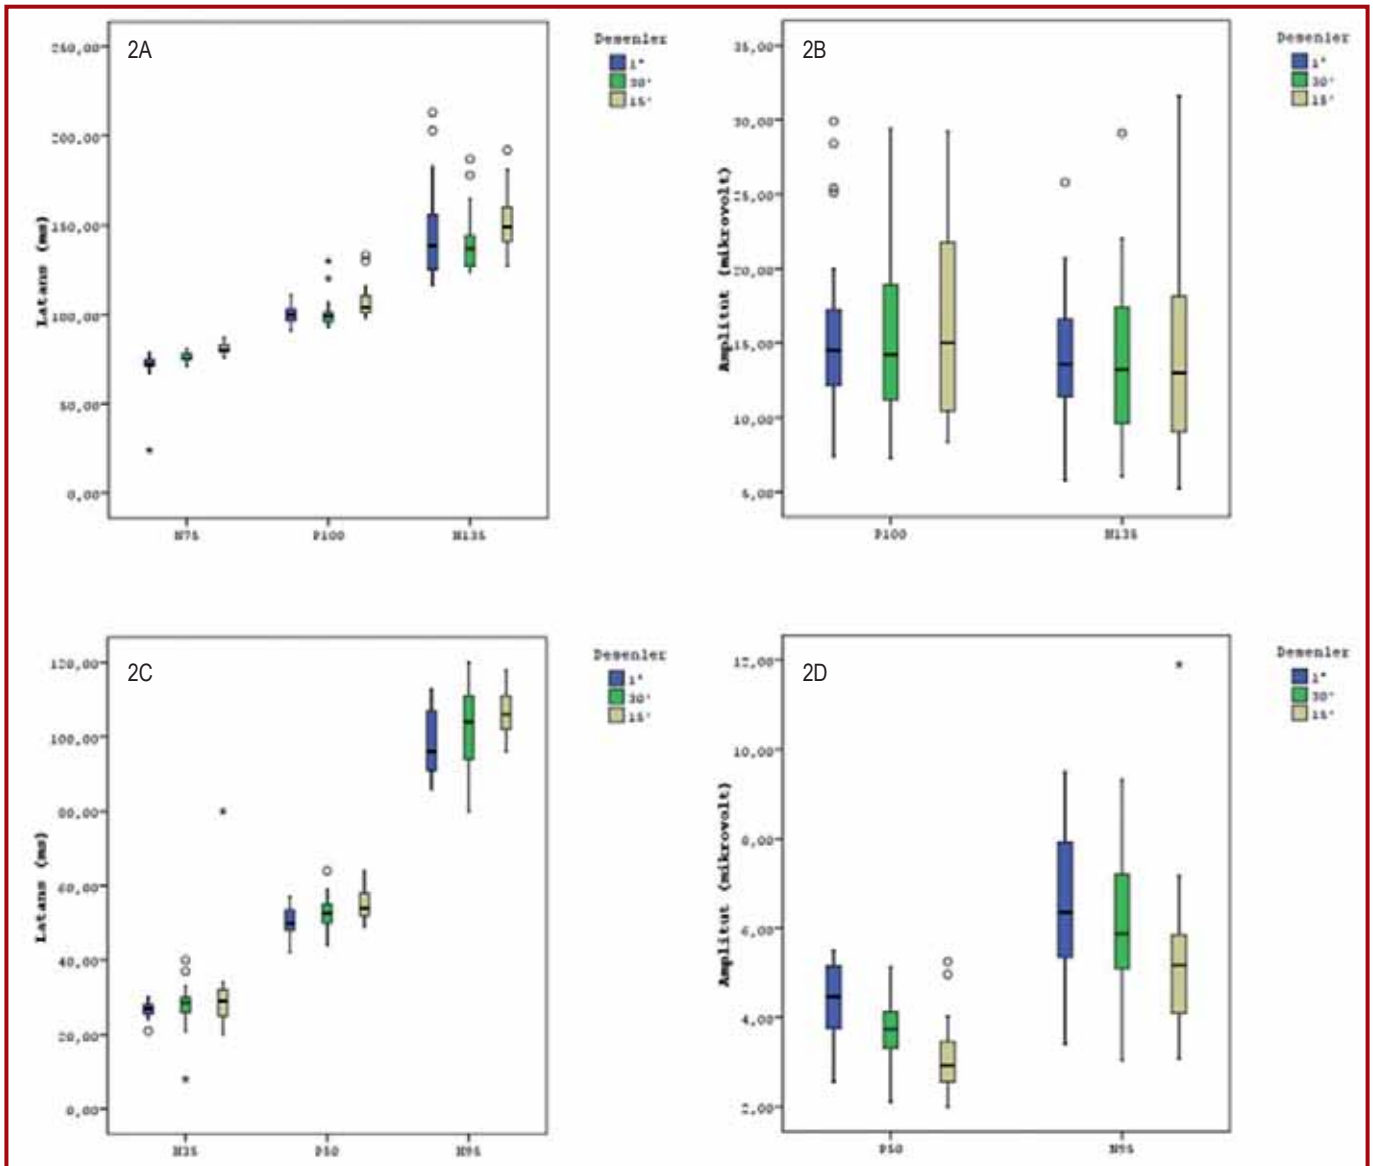 2A
Desenler
1°
30'
15'
Latans (ms)
250,00
200,00
150,00
100,00
50,00
0,00
N75
P100
N135
2B
Desenler
1°
30'
15'
Amplitut (mikrovolt)
35,00
30,00
25,00
20,00
15,00
10,00
5,00
P100
N135
2C
Desenler
1°
30'
15'
Latans (ms)
120,00
100,00
80,00
60,00
40,00
20,00
0,00
N35
P50
N95
2D
Desenler
1°
30'
15'
Amplitut (mikrovolt)
12,00
10,00
8,00
6,00
4,00
2,00
P50
N95